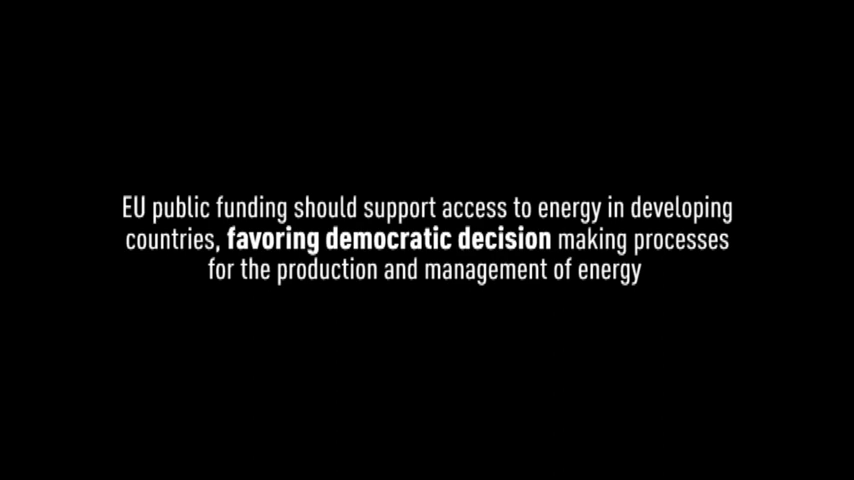 EU public funding should support access to energy in developing
countries, favoring democratic decision making processes
for the production and management of energy